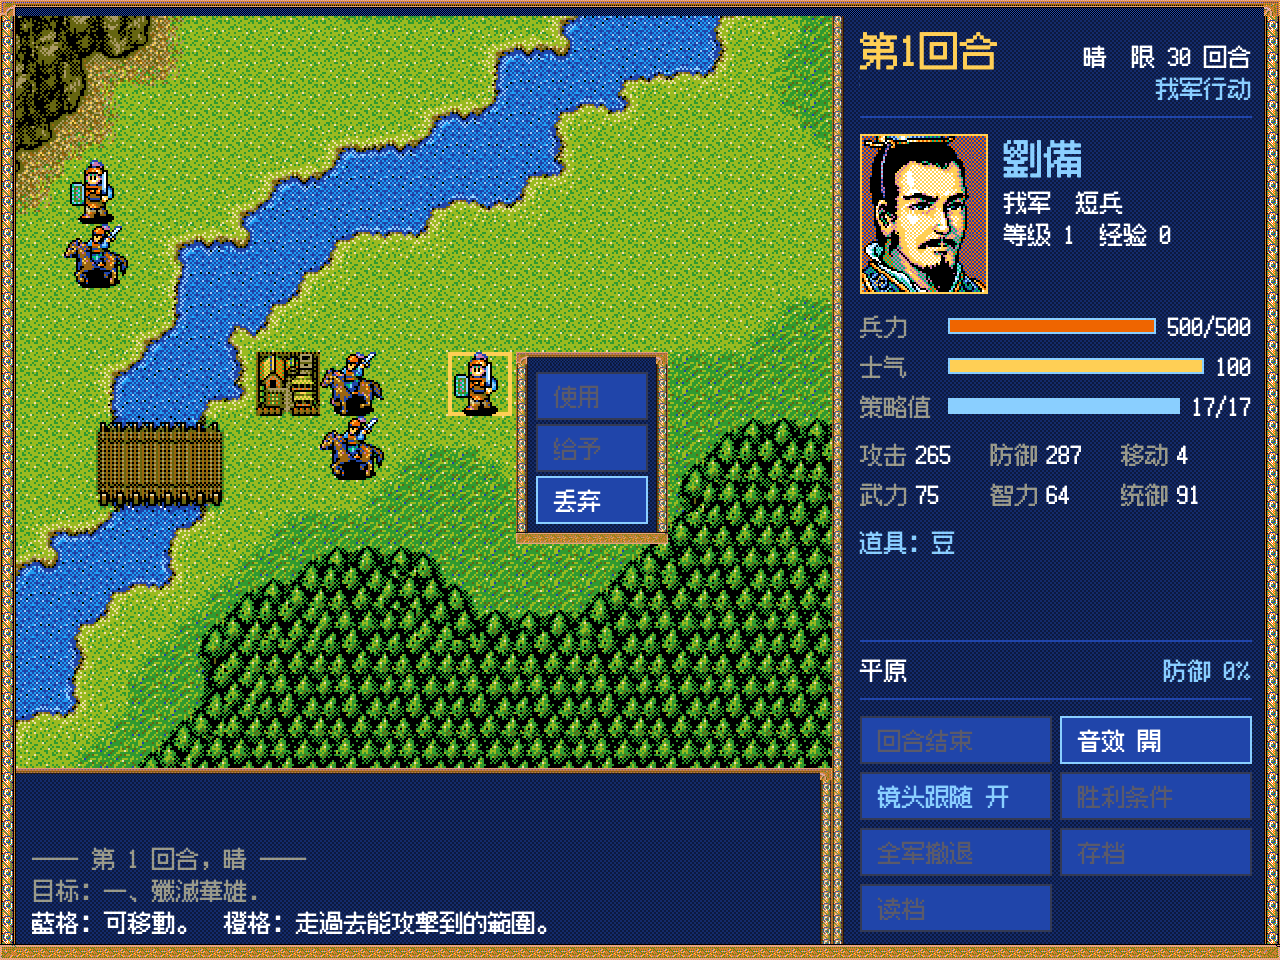 第1回合
晴 限 30 回合
我军行动
劉備
我军 短兵
等级 1 经验 0
兵力 500/500
士气 100
策略值 17/17
攻击 265 防御 287 移动 4
武力 75 智力 64 统御 91
道具: 豆
使用
给予
丢弃
平原 防御 0%
回合结束 音效 開
镜头跟随 开 胜利条件
全军撤退 存档
读档
—— 第 1 回合, 晴 ——
目标: 一、殲滅華雄.
藍格: 可移動。 橙格: 走過去能攻擊到的範圍。